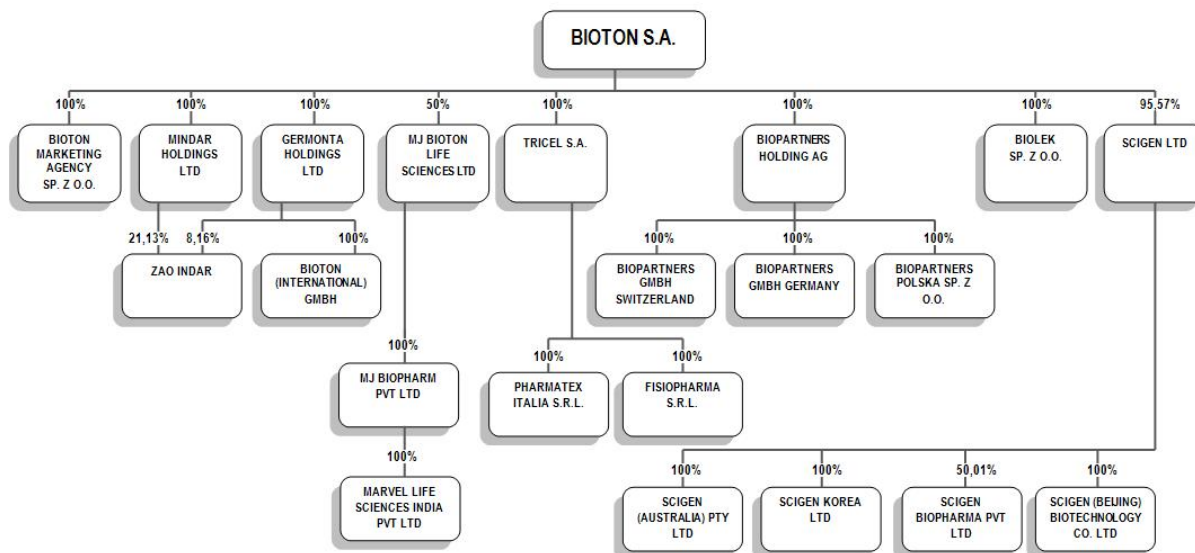 BIOTON S.A.
100%
100%
100%
50%
100%
100%
100%
95,57%
BIOTON
MARKETING
AGENCY
SP. Z O.O.
MINDAR
HOLDINGS
LTD
GERMONTA
HOLDINGS
LTD
MJ BIOTON
LIFE
SCIENCES LTD
TRICEL S.A.
BIOPARTNERS
HOLDING AG
BIOLEK
SP. Z O.O.
SCIGEN LTD
21,13%
8,16%
100%
100%
100%
100%
ZAO INDAR
BIOTON
(INTERNATIONAL)
GMBH
BIOPARTNERS
GMBH
SWITZERLAND
BIOPARTNERS
GMBH GERMANY
BIOPARTNERS
POLSKA SP. Z
O.O.
100%
100%
100%
MJ BIOPHARM
PVT LTD
PHARMATEX
ITALIA S.R.L.
FISIOPHARMA
S.R.L.
100%
100%
100%
50,01%
100%
MARVEL LIFE
SCIENCES INDIA
PVT LTD
SCIGEN
(AUSTRALIA) PTY
LTD
SCIGEN KOREA
LTD
SCIGEN
BIOPHARMA PVT
LTD
SCIGEN (BEIJING)
BIOTECHNOLOGY
CO. LTD